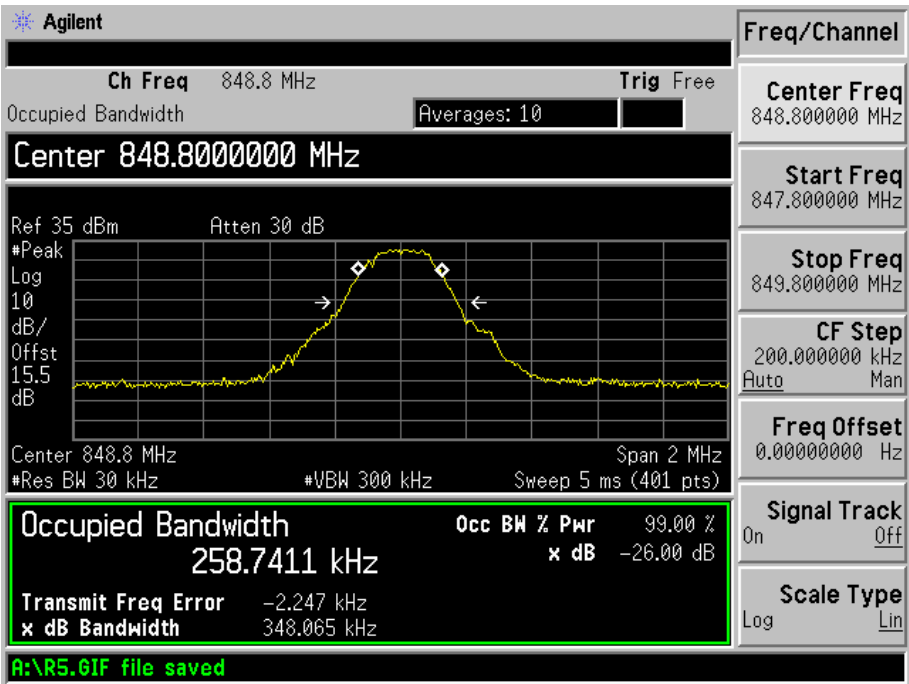 Agilent
Ch Freq 848.8 MHz Trig Free
Occupied Bandwidth Averages: 10
Center 848.8000000 MHz
Ref 35 dBm Atten 30 dB
#Peak
Log
10
dB/
Offst
15.5
dB
Center 848.8 MHz Span 2 MHz
#Res BW 30 kHz #VBW 300 kHz Sweep 5 ms (401 pts)
Occupied Bandwidth Occ BW % Pwr 99.00 %
258.7411 kHz x dB -26.00 dB
Transmit Freq Error -2.247 kHz
x dB Bandwidth 348.065 kHz
A:\R5.GIF file saved
Freq/Channel
Center Freq
848.800000 MHz
Start Freq
847.800000 MHz
Stop Freq
849.800000 MHz
CF Step
200.000000 kHz
Auto Man
Freq Offset
0.00000000 Hz
Signal Track
On Off
Scale Type
Log Lin